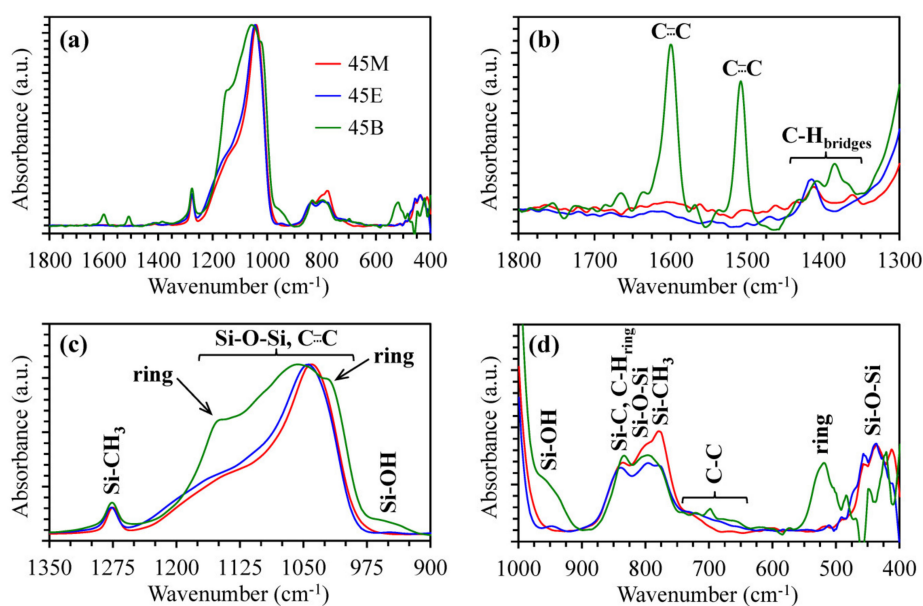 (a)
45M
45E
45B
Absorbance (a.u.)
1800 1600 1400 1200 1000 800 600 400
Wavenumber (cm⁻¹)
(b)
C⩦C
C⩦C
C-H_bridges
Absorbance (a.u.)
1800 1700 1600 1500 1400 1300
Wavenumber (cm⁻¹)
(c)
Si-O-Si, C⩦C
ring
ring
Si-CH₃
Si-OH
Absorbance (a.u.)
1350 1275 1200 1125 1050 975 900
Wavenumber (cm⁻¹)
(d)
Si-OH
Si-C, C-H_ring
Si-O-Si
Si-CH₃
C-C
ring
Si-O-Si
Absorbance (a.u.)
1000 900 800 700 600 500 400
Wavenumber (cm⁻¹)